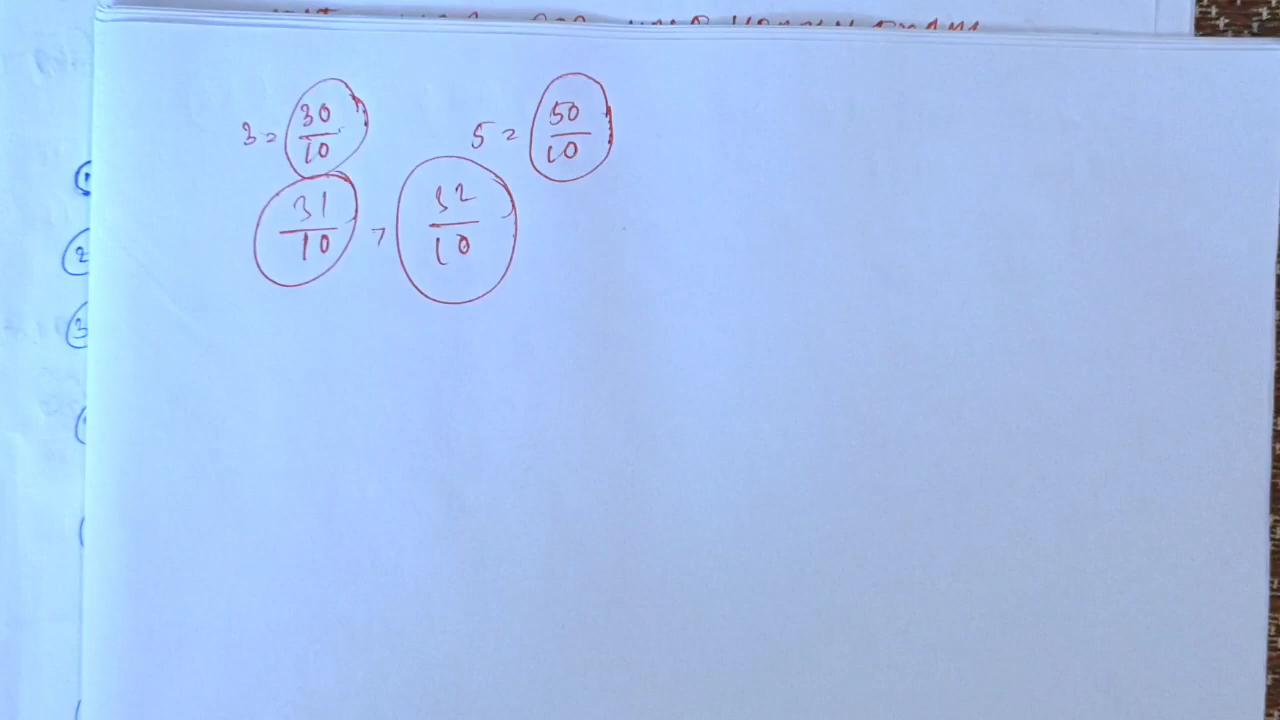 3 = 30/10 5 = 50/10
31/10 , 32/10